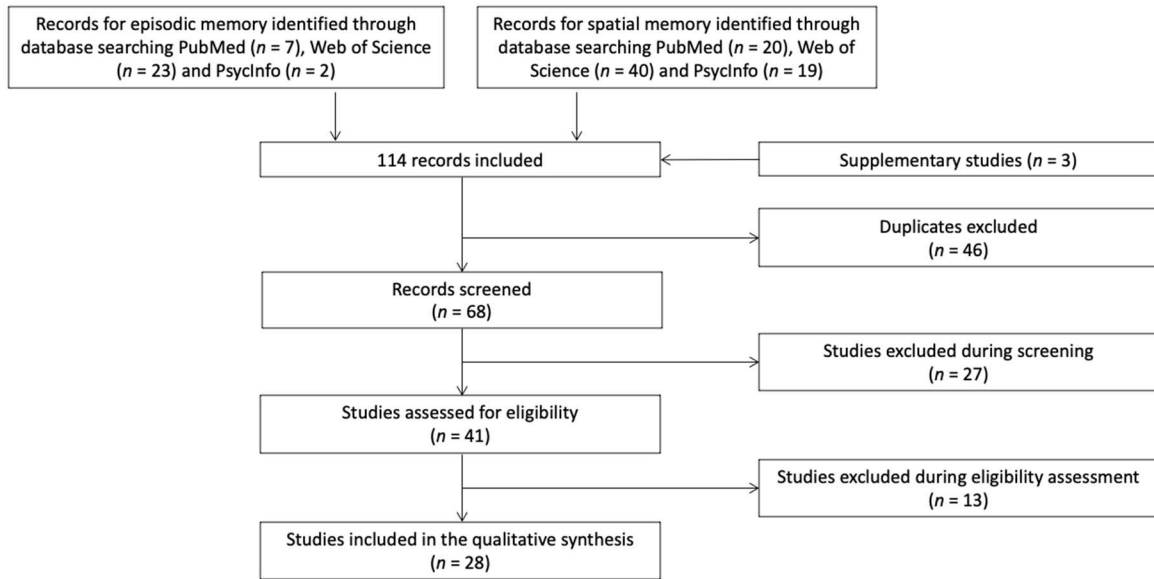 Records for episodic memory identified through
database searching PubMed (n = 7), Web of Science
(n = 23) and PsycInfo (n = 2)
Records for spatial memory identified through
database searching PubMed (n = 20), Web of
Science (n = 40) and PsycInfo (n = 19)
114 records included
Supplementary studies (n = 3)
Duplicates excluded
(n = 46)
Records screened
(n = 68)
Studies excluded during screening
(n = 27)
Studies assessed for eligibility
(n = 41)
Studies excluded during eligibility assessment
(n = 13)
Studies included in the qualitative synthesis
(n = 28)